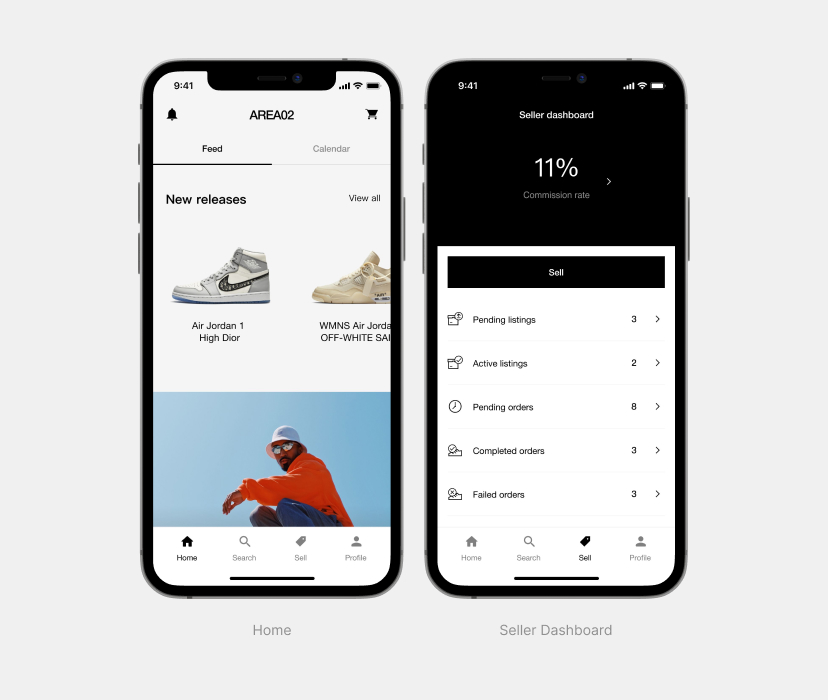 9:41
AREA02
Feed
Calendar
New releases
View all
Air Jordan 1
High Dior
WMNS Air Jorda
OFF-WHITE SAI
Home
Search
Sell
Profile
9:41
Seller dashboard
11%
Commission rate
Sell
Pending listings 3
Active listings 2
Pending orders 8
Completed orders 3
Failed orders 3
Home
Search
Sell
Profile
Home
Seller Dashboard